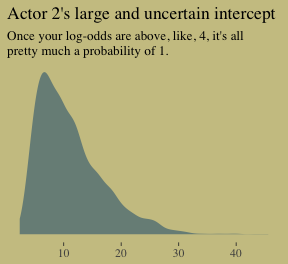 Actor 2's large and uncertain intercept
Once your log-odds are above, like, 4, it's all
pretty much a probability of 1.
10 20 30 40